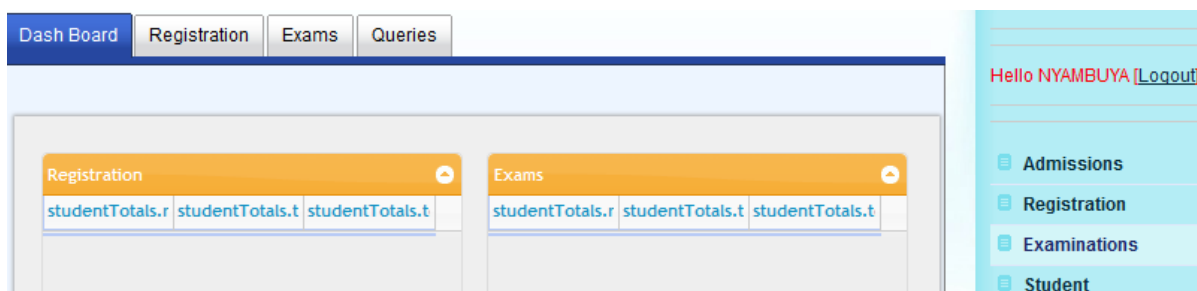 Dash Board Registration Exams Queries
Hello NYAMBUYA [Logout]
Registration
studentTotals.r studentTotals.t studentTotals.t
Exams
studentTotals.r studentTotals.t studentTotals.t
Admissions
Registration
Examinations
Student